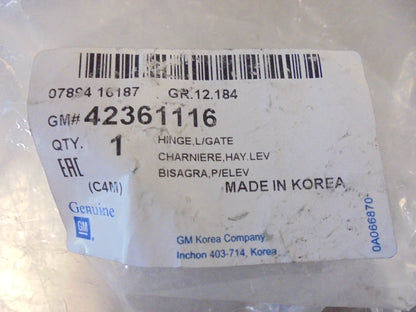 07894 16187 GR.12.184
GM# 42361116
QTY. 1 HINGE,L/GATE
CHARNIERE,HAY.LEV
EAC (C4M) BISAGRA,P/ELEV
MADE IN KOREA
Genuine
GM
GM Korea Company
Inchon 403-714, Korea
0A066870